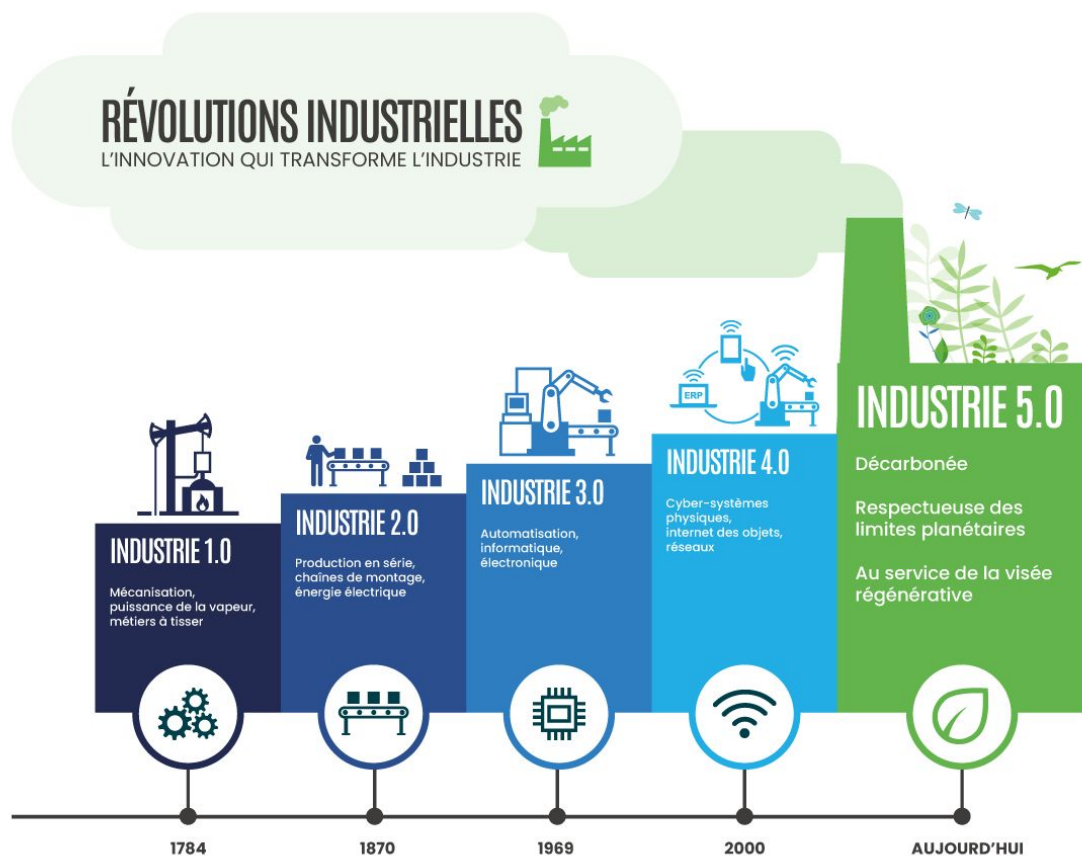 RÉVOLUTIONS INDUSTRIELLES
L'INNOVATION QUI TRANSFORME L'INDUSTRIE
INDUSTRIE 1.0
Mécanisation,
puissance de la vapeur,
métiers à tisser
INDUSTRIE 2.0
Production en série,
chaînes de montage,
énergie électrique
INDUSTRIE 3.0
Automatisation,
informatique,
électronique
ERP
INDUSTRIE 4.0
Cyber-systèmes
physiques,
internet des objets,
réseaux
INDUSTRIE 5.0
Décarbonée
Respectueuse des
limites planétaires
Au service de la visée
régénérative
1784
1870
1969
2000
AUJOURD'HUI